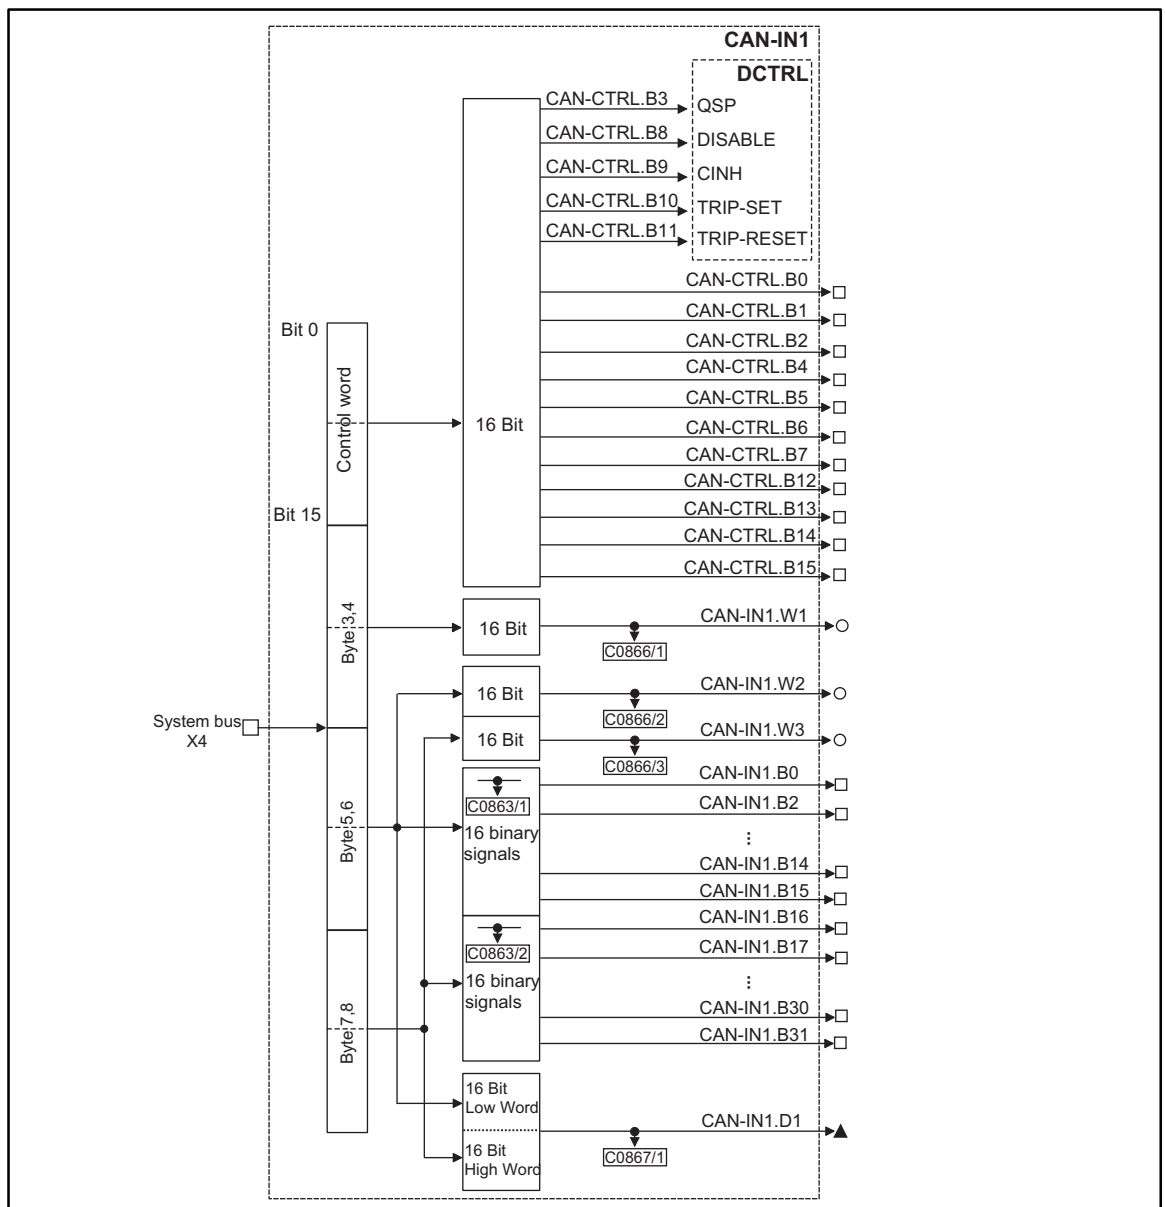 CAN-IN1
DCTRL
CAN-CTRL.B3
QSP
CAN-CTRL.B8
DISABLE
CAN-CTRL.B9
CINH
CAN-CTRL.B10
TRIP-SET
CAN-CTRL.B11
TRIP-RESET
CAN-CTRL.B0
CAN-CTRL.B1
Bit 0
CAN-CTRL.B2
CAN-CTRL.B4
CAN-CTRL.B5
Control word
16 Bit
CAN-CTRL.B6
CAN-CTRL.B7
CAN-CTRL.B12
CAN-CTRL.B13
Bit 15
CAN-CTRL.B14
CAN-CTRL.B15
Byte 3,4
16 Bit
CAN-IN1.W1
C0866/1
16 Bit
CAN-IN1.W2
C0866/2
System bus
X4
16 Bit
CAN-IN1.W3
C0866/3
CAN-IN1.B0
C0863/1
CAN-IN1.B2
Byte 5,6
16 binary
signals
...
CAN-IN1.B14
CAN-IN1.B15
CAN-IN1.B16
C0863/2
CAN-IN1.B17
16 binary
signals
...
CAN-IN1.B30
Byte 7,8
CAN-IN1.B31
16 Bit
Low Word
CAN-IN1.D1
16 Bit
High Word
C0867/1